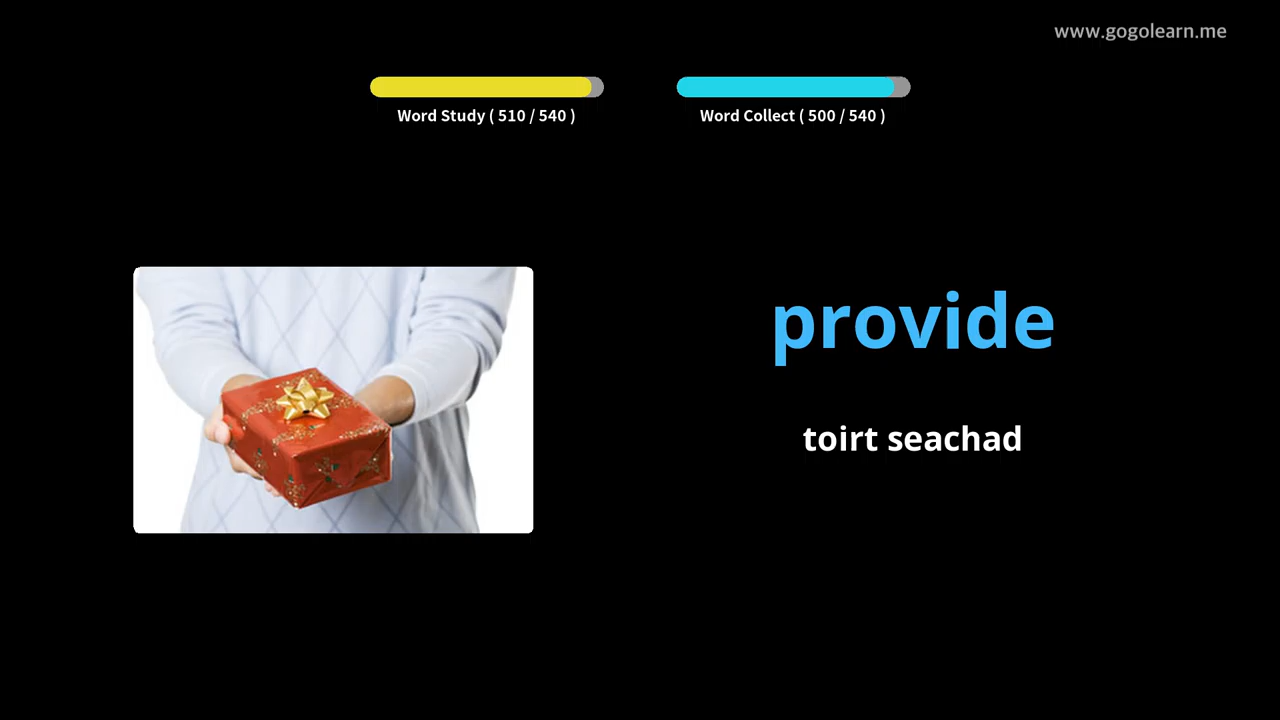 www.gogolearn.me
Word Study ( 510 / 540 )
Word Collect ( 500 / 540 )
provide
toirt seachad